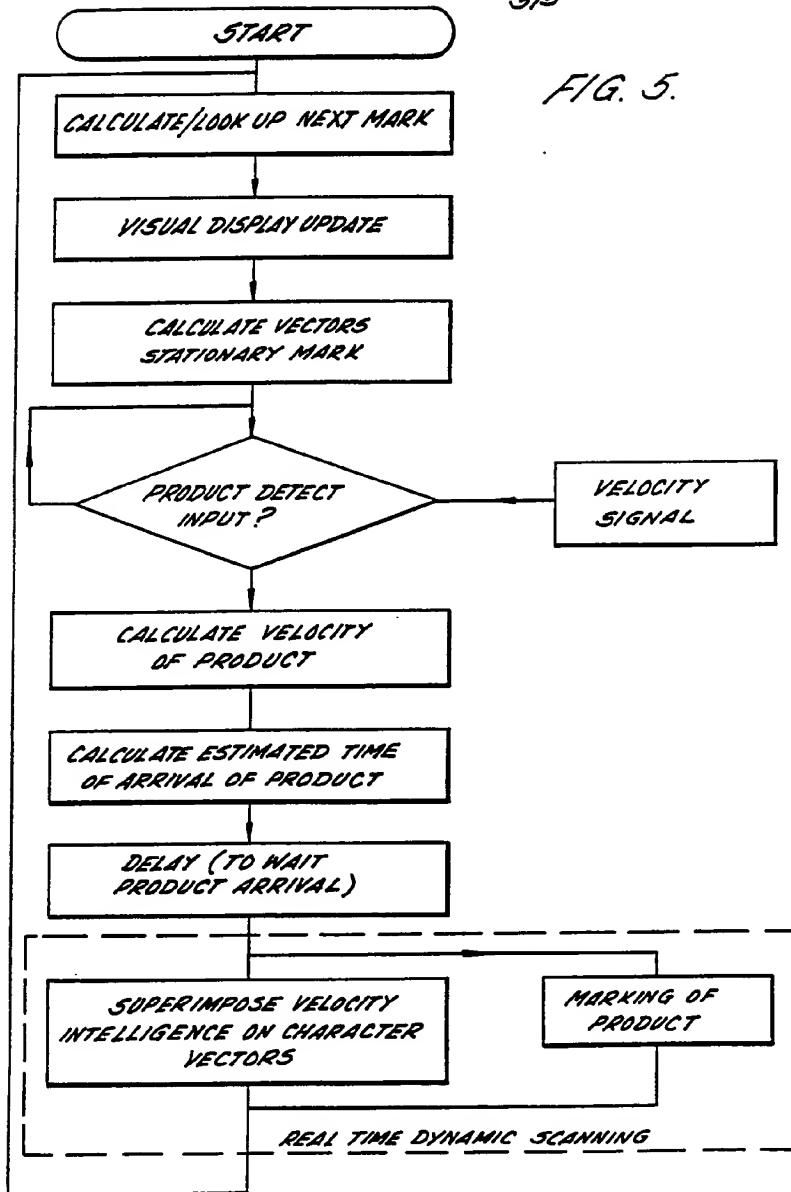 START
FIG. 5.
CALCULATE/LOOK UP NEXT MARK
VISUAL DISPLAY UPDATE
CALCULATE VECTORS
STATIONARY MARK
PRODUCT DETECT
INPUT?
VELOCITY
SIGNAL
CALCULATE VELOCITY
OF PRODUCT
CALCULATE ESTIMATED TIME
OF ARRIVAL OF PRODUCT
DELAY (TO WAIT
PRODUCT ARRIVAL)
SUPERIMPOSE VELOCITY
INTELLIGENCE ON CHARACTER
VECTORS
MARKING OF
PRODUCT
REAL TIME DYNAMIC SCANNING